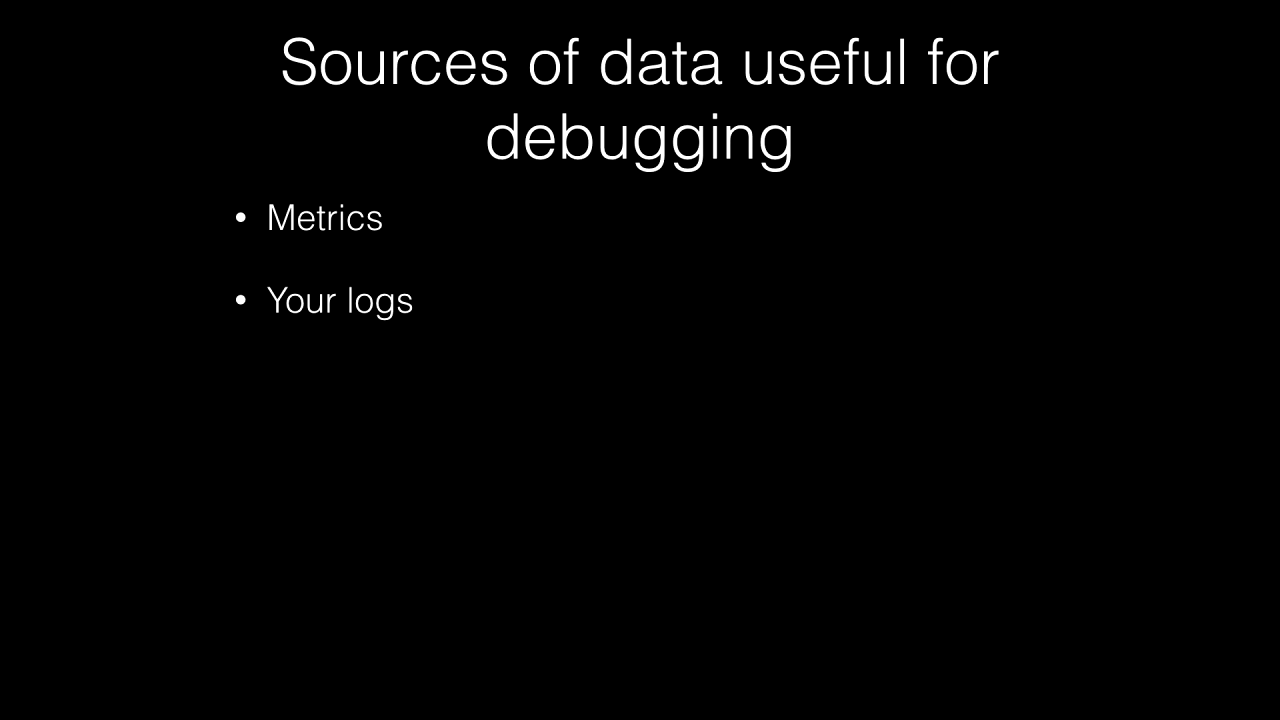 Sources of data useful for
debugging
• Metrics
• Your logs